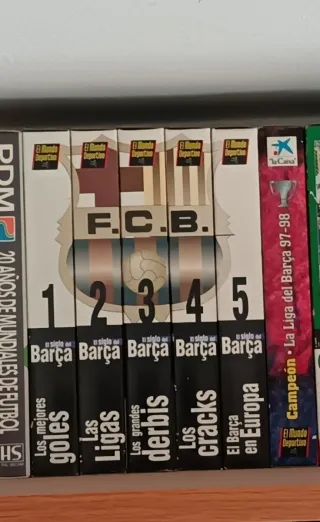 PDM
20 AÑOS DE MUNDIALES DE FUTBOL
VHS
El Mundo
Deportivo
1
El siglo del
Barça
Los mejores
goles
El Mundo
Deportivo
2
El siglo del
Barça
Las
Ligas
El Mundo
Deportivo
3
El siglo del
Barça
Los grandes
derbis
El Mundo
Deportivo
4
El siglo del
Barça
Los
cracks
El Mundo
Deportivo
5
El siglo del
Barça
El Barça
en Europa
F.C.B.
"la Caixa"
Campeón • La Liga del Barça 97-98
El Mundo
Deportivo